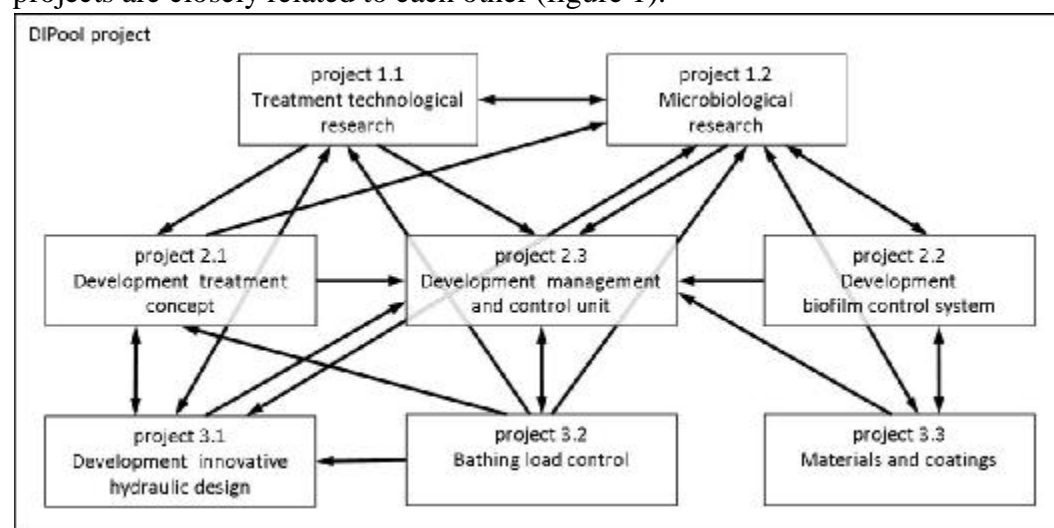 projects are closely related to each other (figure 1).
DIPool project
project 1.1
Treatment technological
research
project 1.2
Microbiological
research
project 2.1
Development treatment
concept
project 2.3
Development management
and control unit
project 2.2
Development
biofilm control system
project 3.1
Development innovative
hydraulic design
project 3.2
Bathing load control
project 3.3
Materials and coatings